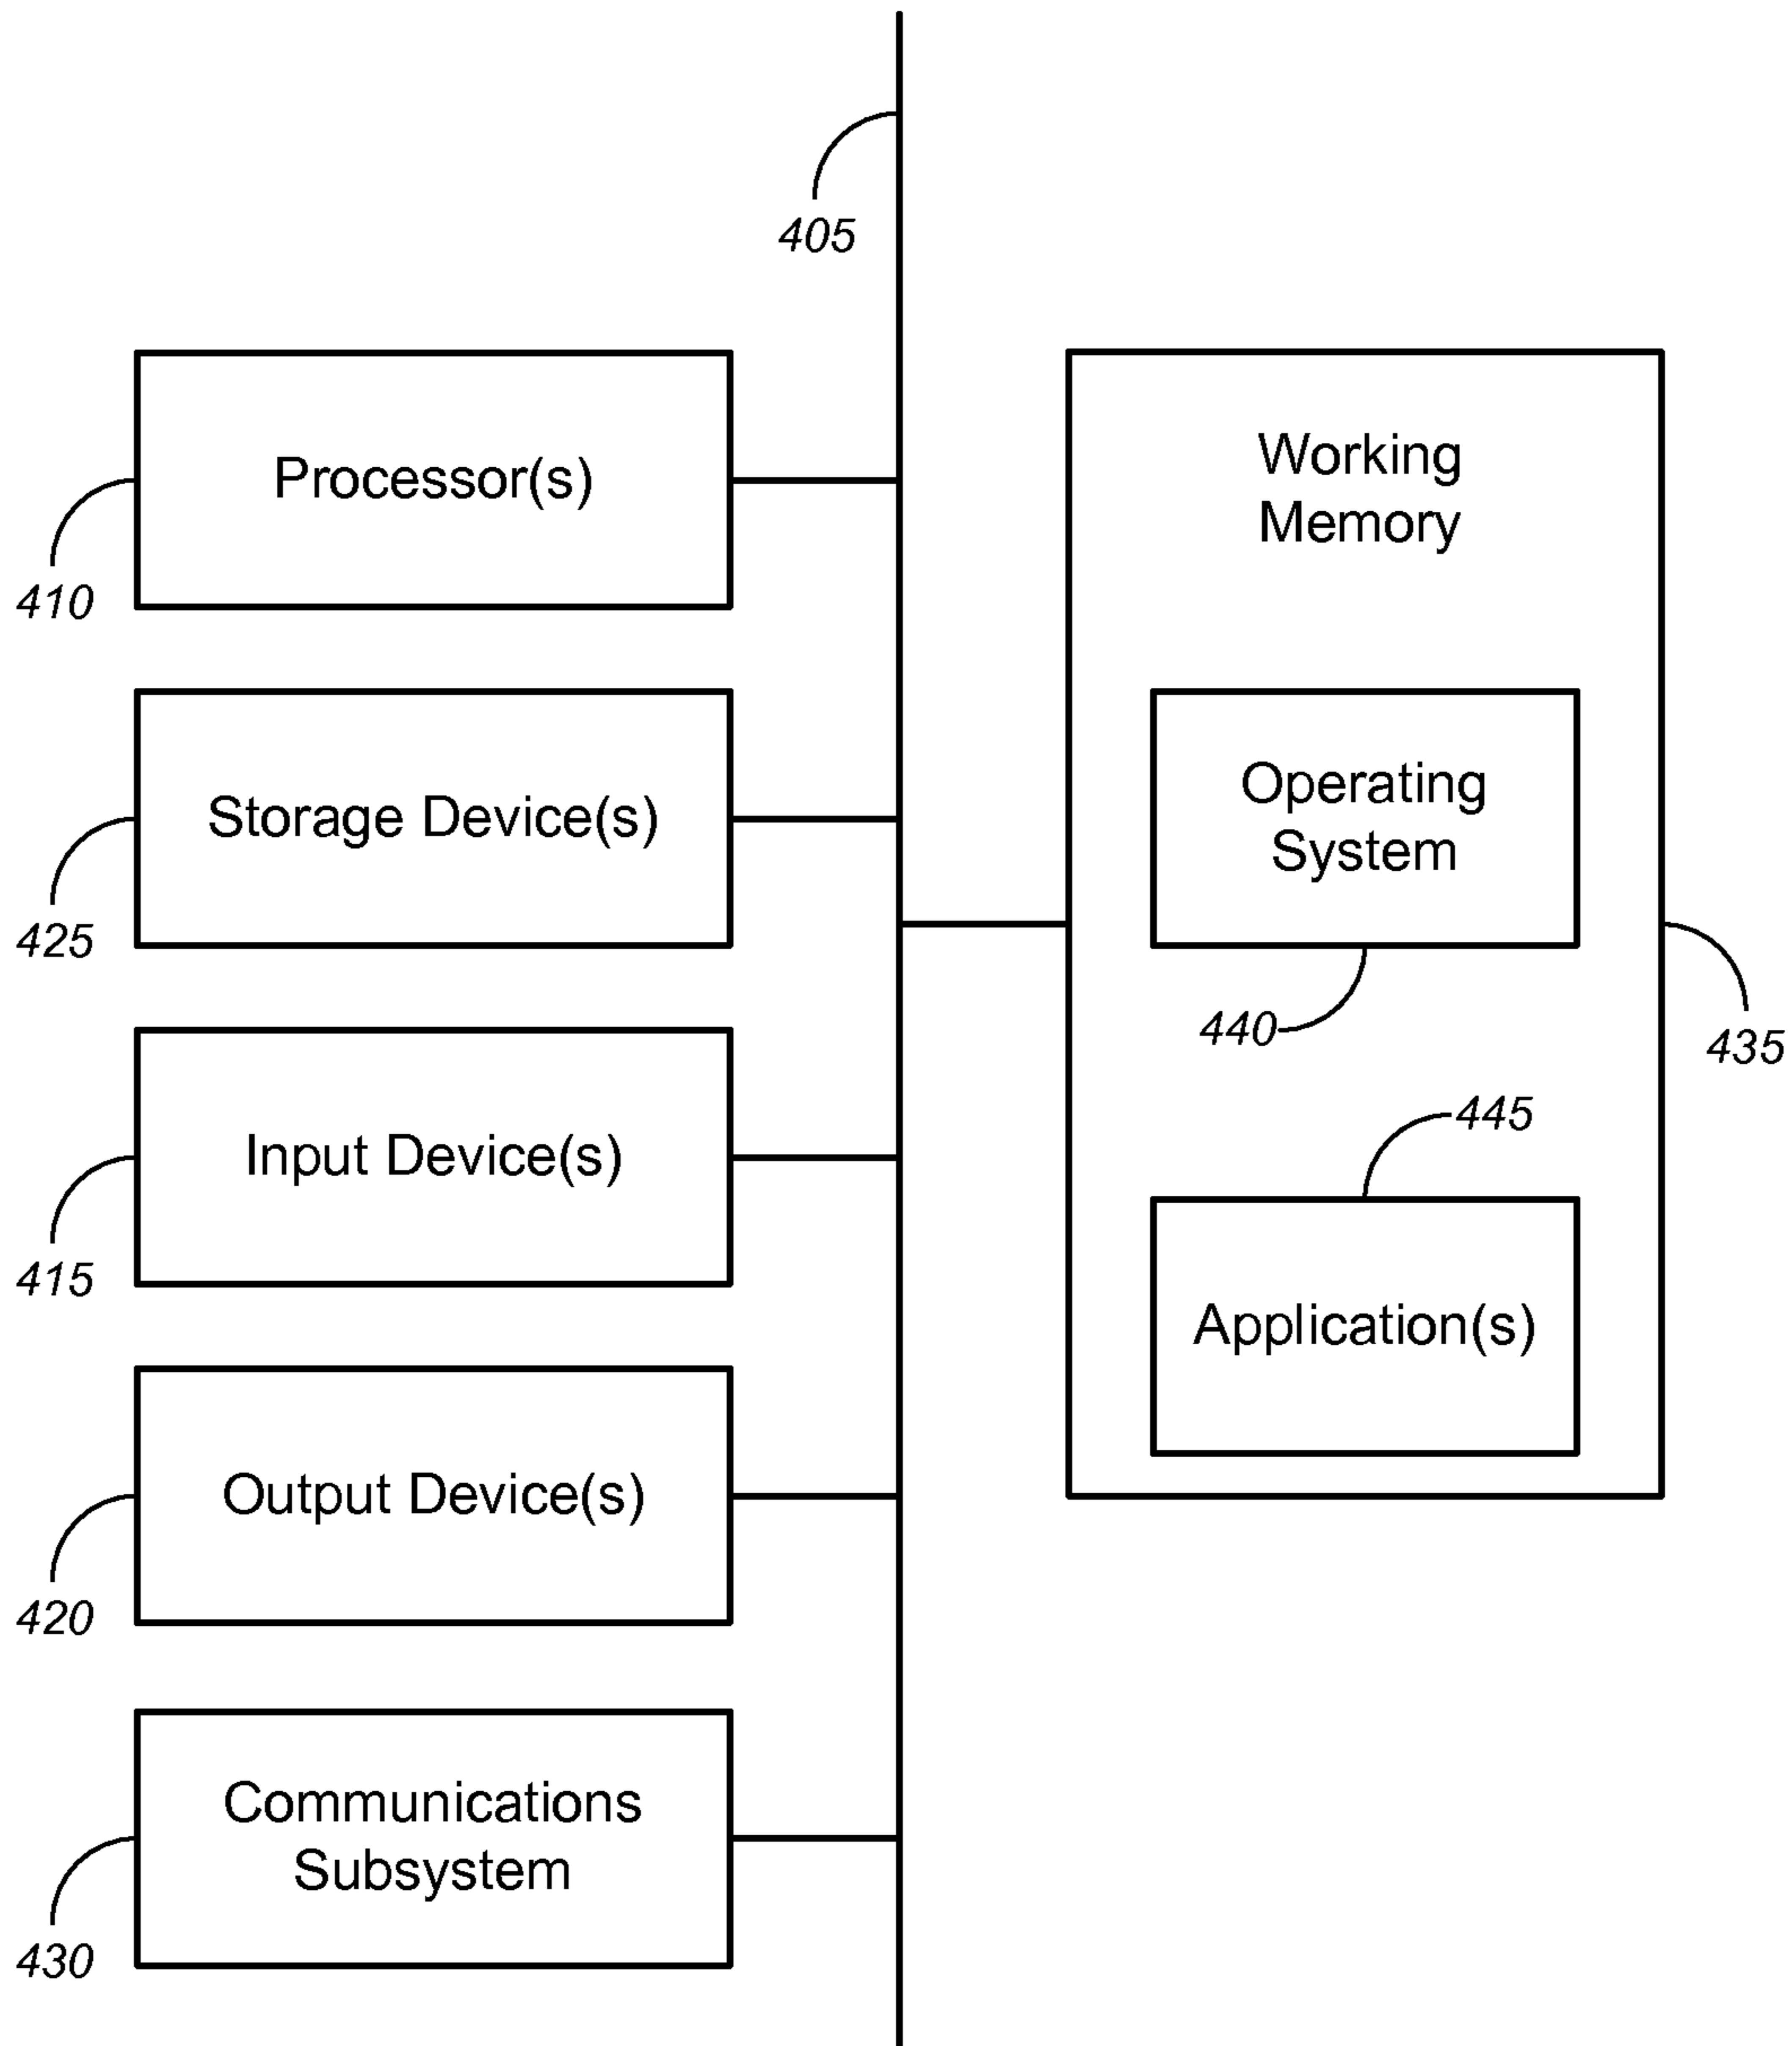 405
Processor(s)
410
Storage Device(s)
425
Input Device(s)
415
Output Device(s)
420
Communications
Subsystem
430
Working
Memory
Operating
System
440
435
445
Application(s)